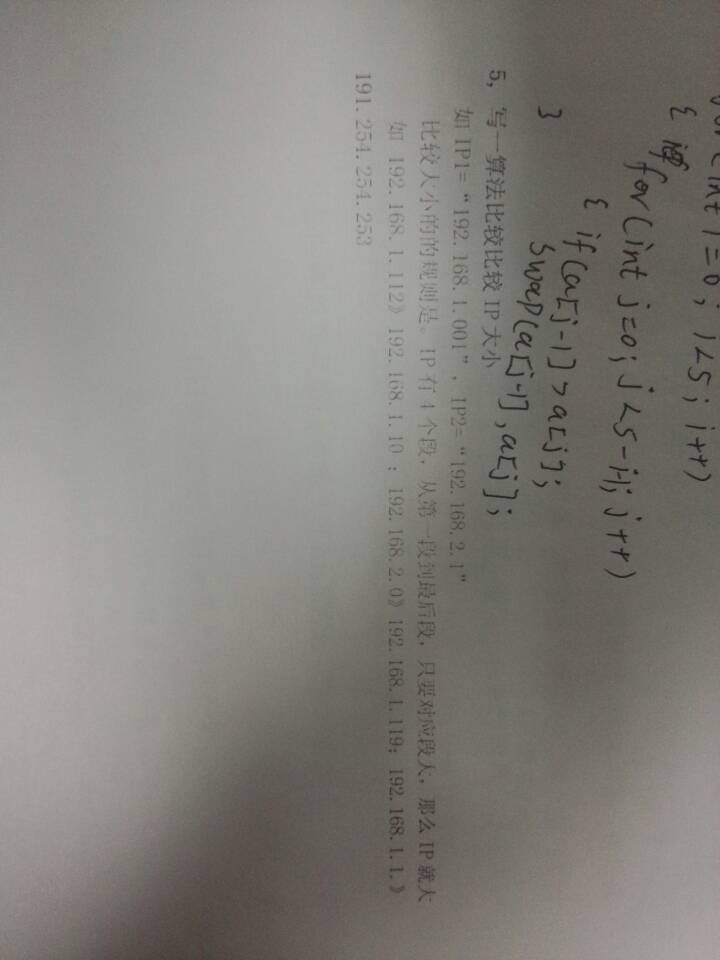 for(int i=0; i<5; i++)
{
for(int j=0; j<5-i-1; j++)
{ if(a[j-1]>a[j];
Swap(a[j-1],a[j];
}
5，写一算法比较比较 IP 大小
如 IP1=“192.168.1.001”，IP2=“192.168.2.1”
比较大小的的规则是。IP 有 4 个段，从第一段到最后段，只要对应段大，那么 IP 就大
如 192.168.1.112》192.168.1.10；192.168.2.0》192.168.1.119；192.168.1.1.》
191.254.254.253